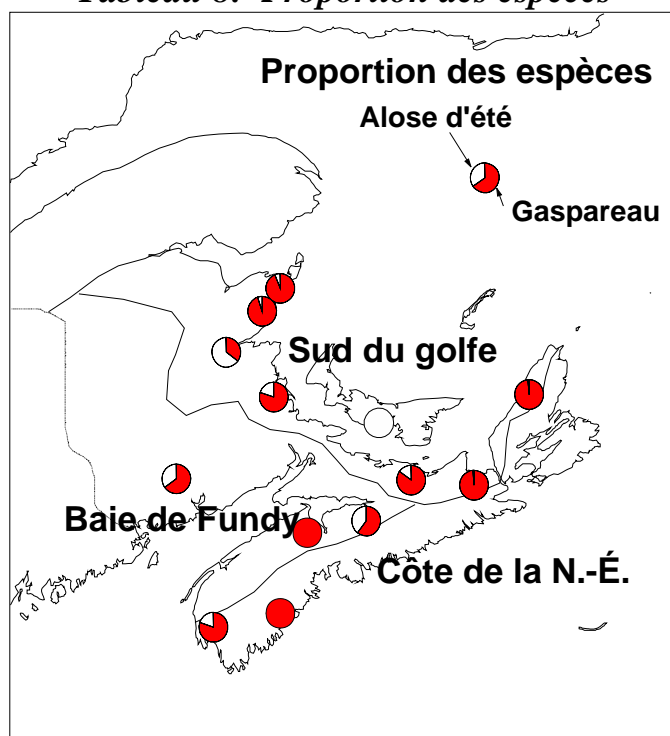 Tableau 8. Proportion des espèces
Proportion des espèces
Alose d'été
Gaspareau
Sud du golfe
Baie de Fundy
Côte de la N.-É.